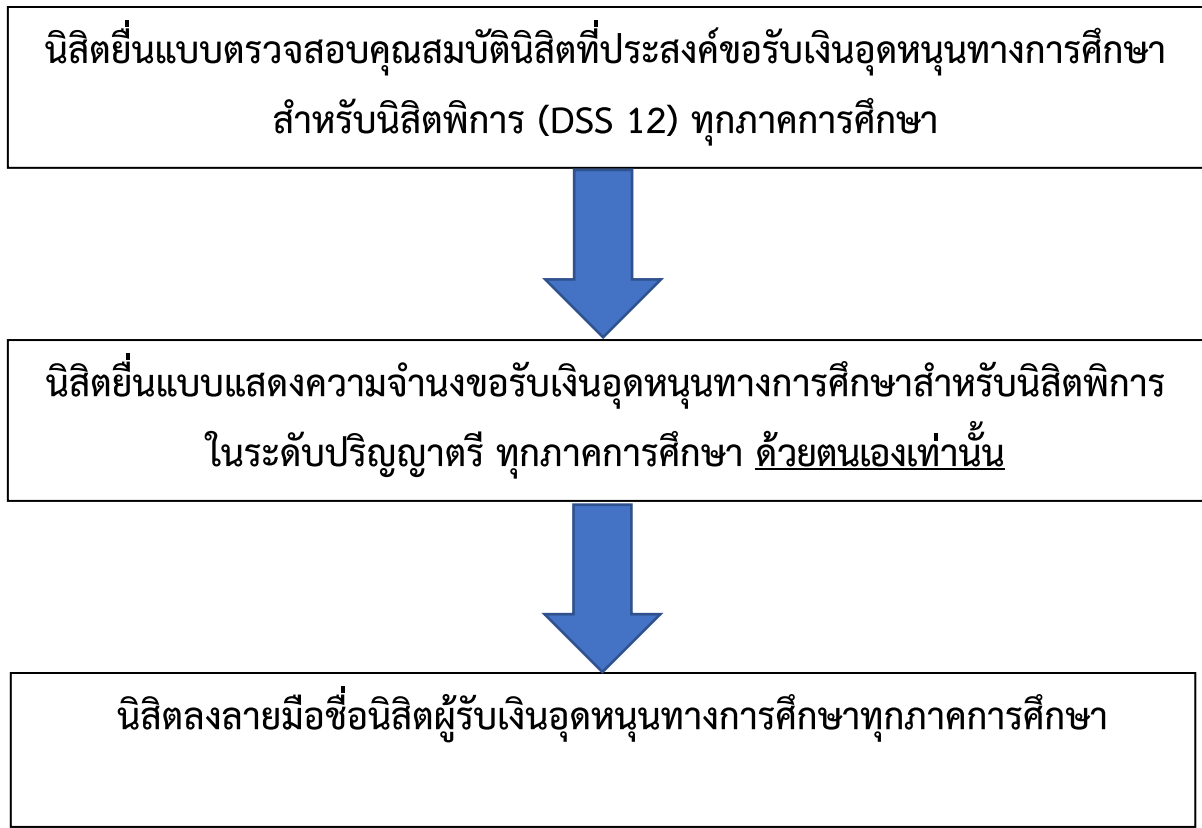 นิสิตยื่นแบบตรวจสอบคุณสมบัตินิสิตที่ประสงค์ขอรับเงินอุดหนุนทางการศึกษา
สำหรับนิสิตพิการ (DSS 12) ทุกภาคการศึกษา
นิสิตยื่นแบบแสดงความจำนงขอรับเงินอุดหนุนทางการศึกษาสำหรับนิสิตพิการ
ในระดับปริญญาตรี ทุกภาคการศึกษา ด้วยตนเองเท่านั้น
นิสิตลงลายมือชื่อนิสิตผู้รับเงินอุดหนุนทางการศึกษาทุกภาคการศึกษา